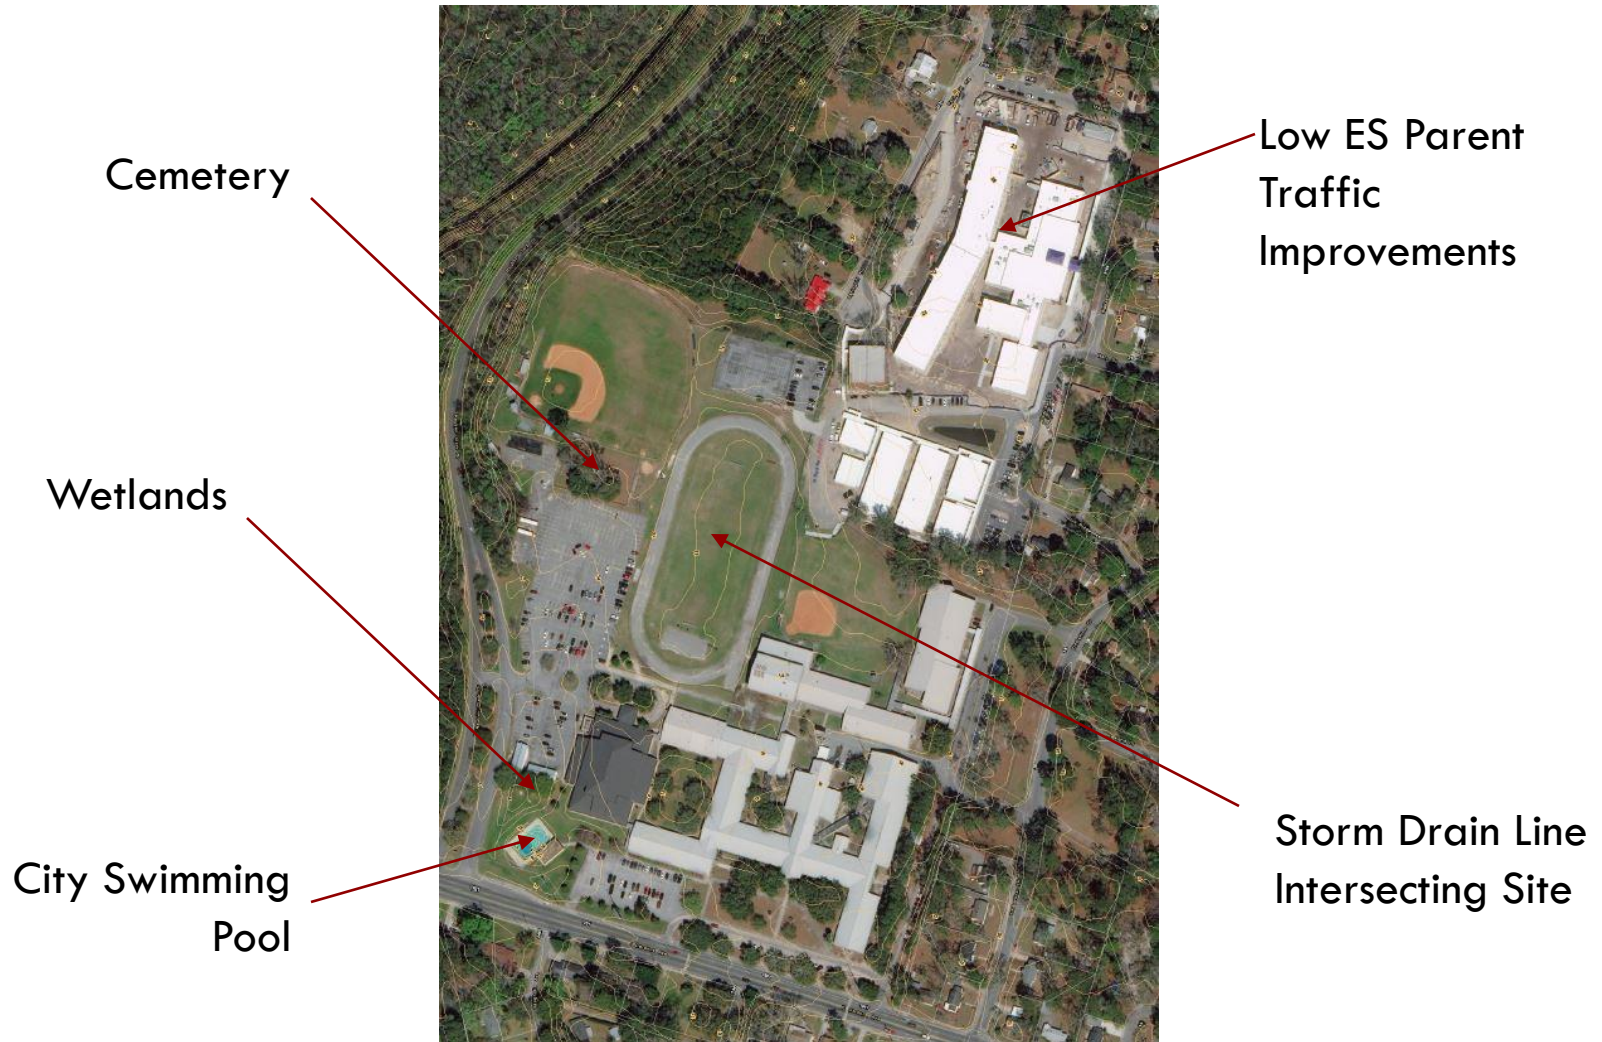 Cemetery
Wetlands
City Swimming
Pool
Low ES Parent
Traffic
Improvements
Storm Drain Line
Intersecting Site